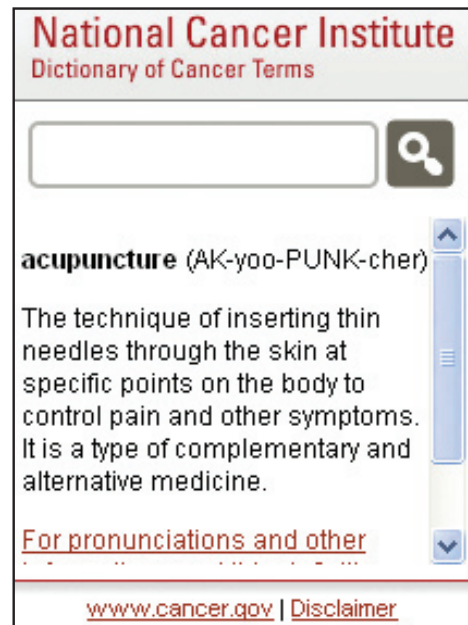 National Cancer Institute
Dictionary of Cancer Terms
acupuncture (AK-yoo-PUNK-cher)
The technique of inserting thin
needles through the skin at
specific points on the body to
control pain and other symptoms.
It is a type of complementary and
alternative medicine.
For pronunciations and other
www.cancer.gov | Disclaimer